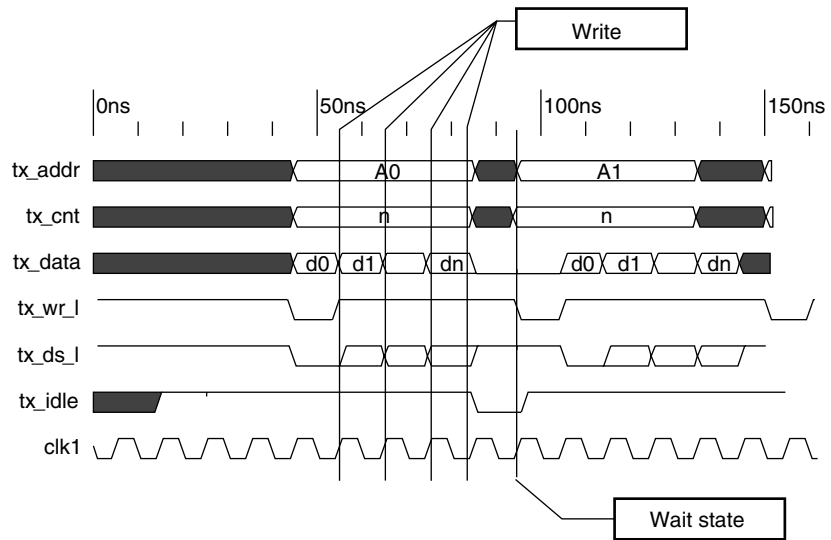 Write
0ns 50ns 100ns 150ns
tx_addr A0 A1
tx_cnt n n
tx_data d0 d1 dn d0 d1 dn
tx_wr_l
tx_ds_l
tx_idle
clk1
Wait state